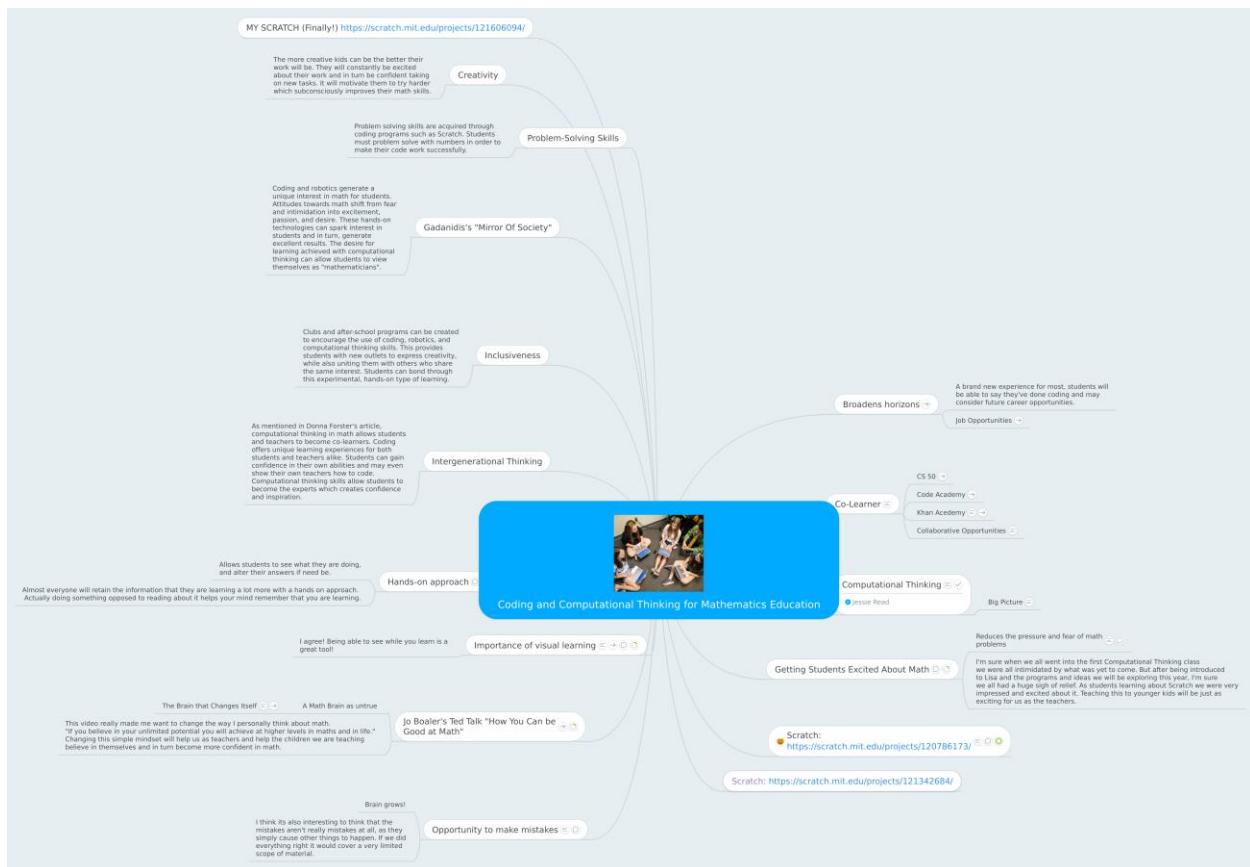 MY SCRATCH (Finally!) https://scratch.mit.edu/projects/121606094/
The more creative kids can be the better their
work will be. They will constantly be excited
about their work and in turn be confident taking
on new tasks. It will motivate them to try harder
which subconsciously improves their math skills.
Creativity
Problem solving skills are acquired through
coding programs such as Scratch. Students
must problem solve with numbers in order to
make their code work successfully.
Problem-Solving Skills
Coding and robotics generate a
unique interest in math for students.
Attitudes towards math shift from fear
and intimidation into excitement,
passion, and desire. These hands-on
technologies can spark interest in
students and in turn, generate
excellent results. The desire for
learning achieved with computational
thinking can allow students to view
themselves as "mathematicians".
Gadanidis's "Mirror Of Society"
Clubs and after-school programs can be created
to encourage the use of coding, robotics, and
computational thinking skills. This provides
students with new outlets to express creativity,
while also uniting them with others who share
the same interest. Students can bond through
this experimental, hands-on type of learning.
Inclusiveness
As mentioned in Donna Forster's article,
computational thinking in math allows students
and teachers to become co-learners. Coding
offers unique learning experiences for both
students and teachers alike. Students can gain
confidence in their own abilities and may even
show their own teachers how to code.
Computational thinking skills allow students to
become the experts which creates confidence
and inspiration.
Intergenerational Thinking
Allows students to see what they are doing,
and alter their answers if need be.
Almost everyone will retain the information that they are learning a lot more with a hands on approach.
Actually doing something opposed to reading about it helps your mind remember that you are learning.
Hands-on approach
I agree! Being able to see while you learn is a
great tool!
Importance of visual learning
The Brain that Changes Itself
A Math Brain as untrue
This video really made me want to change the way I personally think about math.
"If you believe in your unlimited potential you will achieve at higher levels in maths and in life."
Changing this simple mindset will help us as teachers and help the children we are teaching
believe in themselves and in turn become more confident in math.
Jo Boaler's Ted Talk "How You Can be
Good at Math"
Brain grows!
I think its also interesting to think that the
mistakes aren't really mistakes at all, as they
simply cause other things to happen. If we did
everything right it would cover a very limited
scope of material.
Opportunity to make mistakes
Coding and Computational Thinking for Mathematics Education
Broadens horizons
A brand new experience for most, students will
be able to say they've done coding and may
consider future career opportunities.
Job Opportunities
Co-Learner
CS 50
Code Academy
Khan Acedemy
Collaborative Opportunities
Computational Thinking
Jessie Read
Big Picture
Getting Students Excited About Math
Reduces the pressure and fear of math
problems
I'm sure when we all went into the first Computational Thinking class
we were all intimidated by what was yet to come. But after being introduced
to Lisa and the programs and ideas we will be exploring this year, I'm sure
we all had a huge sigh of relief. As students learning about Scratch we were very
impressed and excited about it. Teaching this to younger kids will be just as
exciting for us as the teachers.
Scratch:
https://scratch.mit.edu/projects/120786173/
Scratch: https://scratch.mit.edu/projects/121342684/